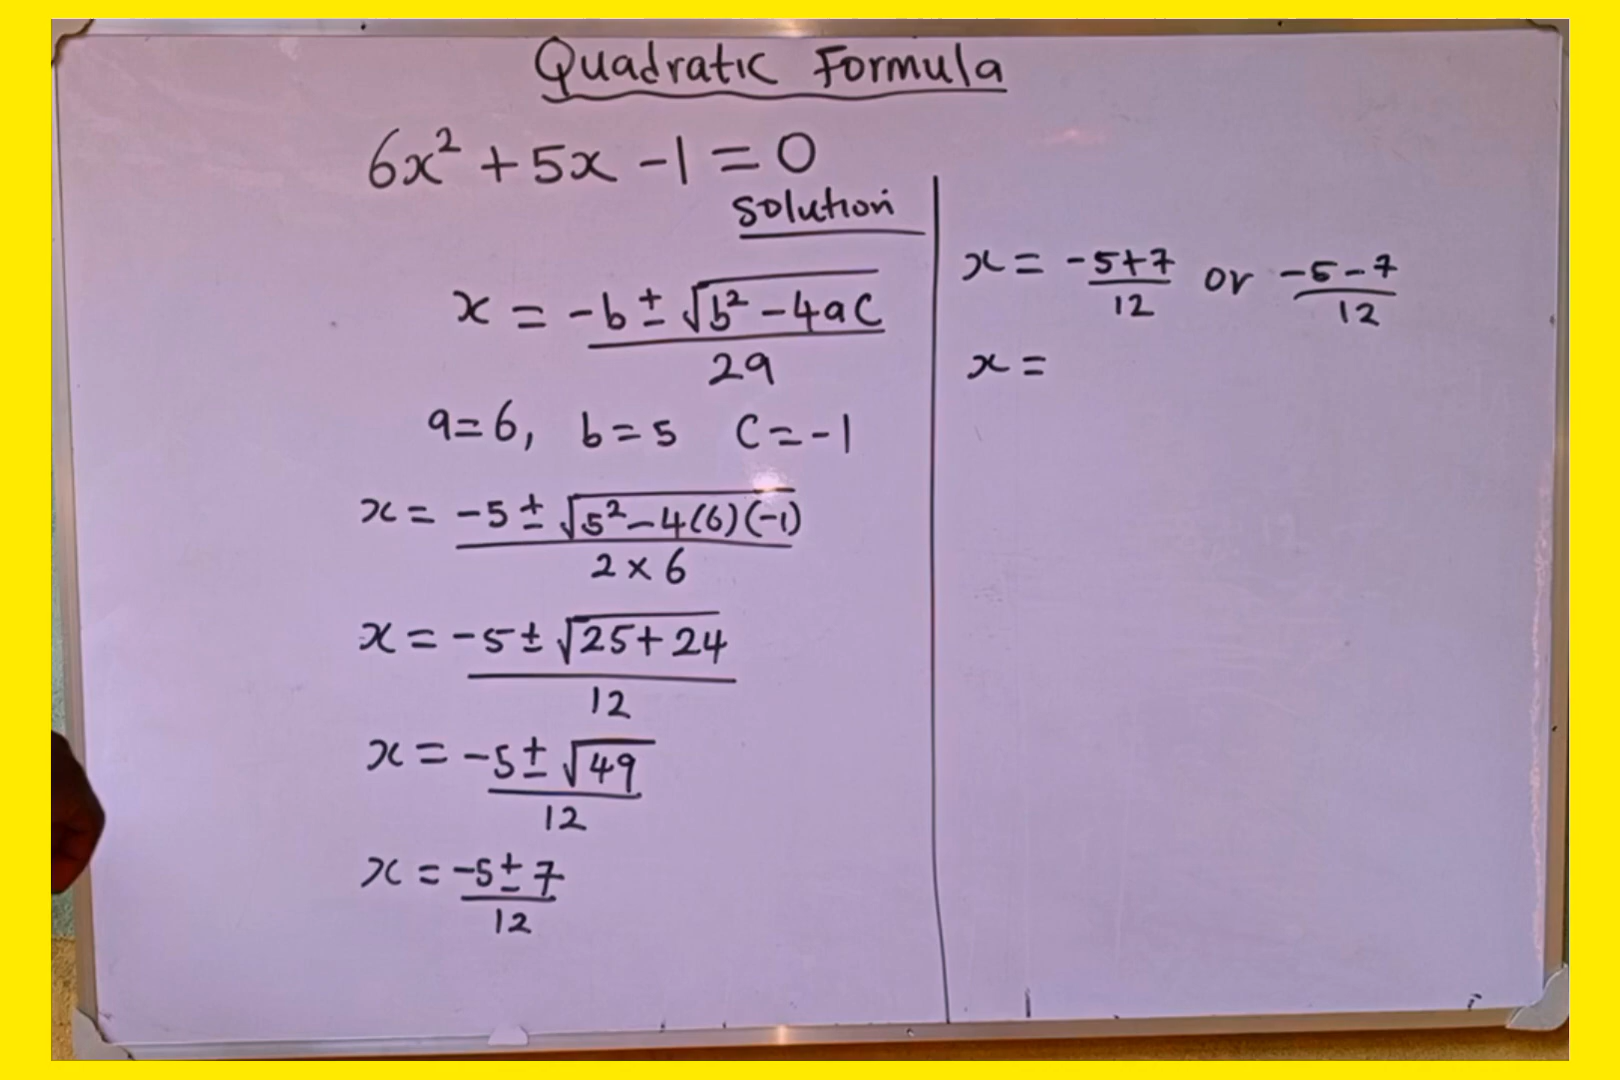 Quadratic Formula
6x² + 5x - 1 = 0
Solution
x = -b ± √b² - 4ac
2a
a = 6, b = 5 c = -1
x = -5 ± √5² - 4(6)(-1)
2 × 6
x = -5 ± √25 + 24
12
x = -5 ± √49
12
x = -5 ± 7
12
x = -5+7 or -5-7
12 12
x =